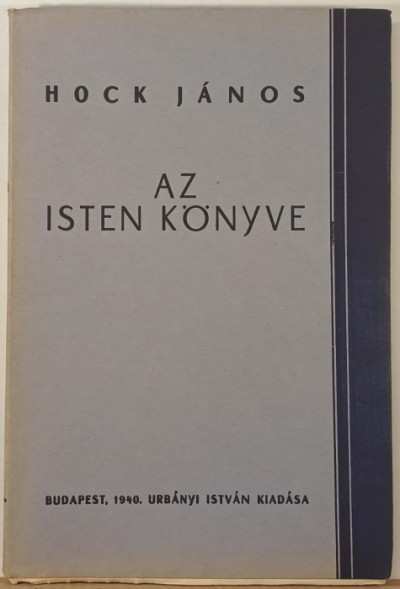 HOCK JÁNOS
AZ
ISTEN KÖNYVE
BUDAPEST, 1940. URBÁNYI ISTVÁN KIADÁSA